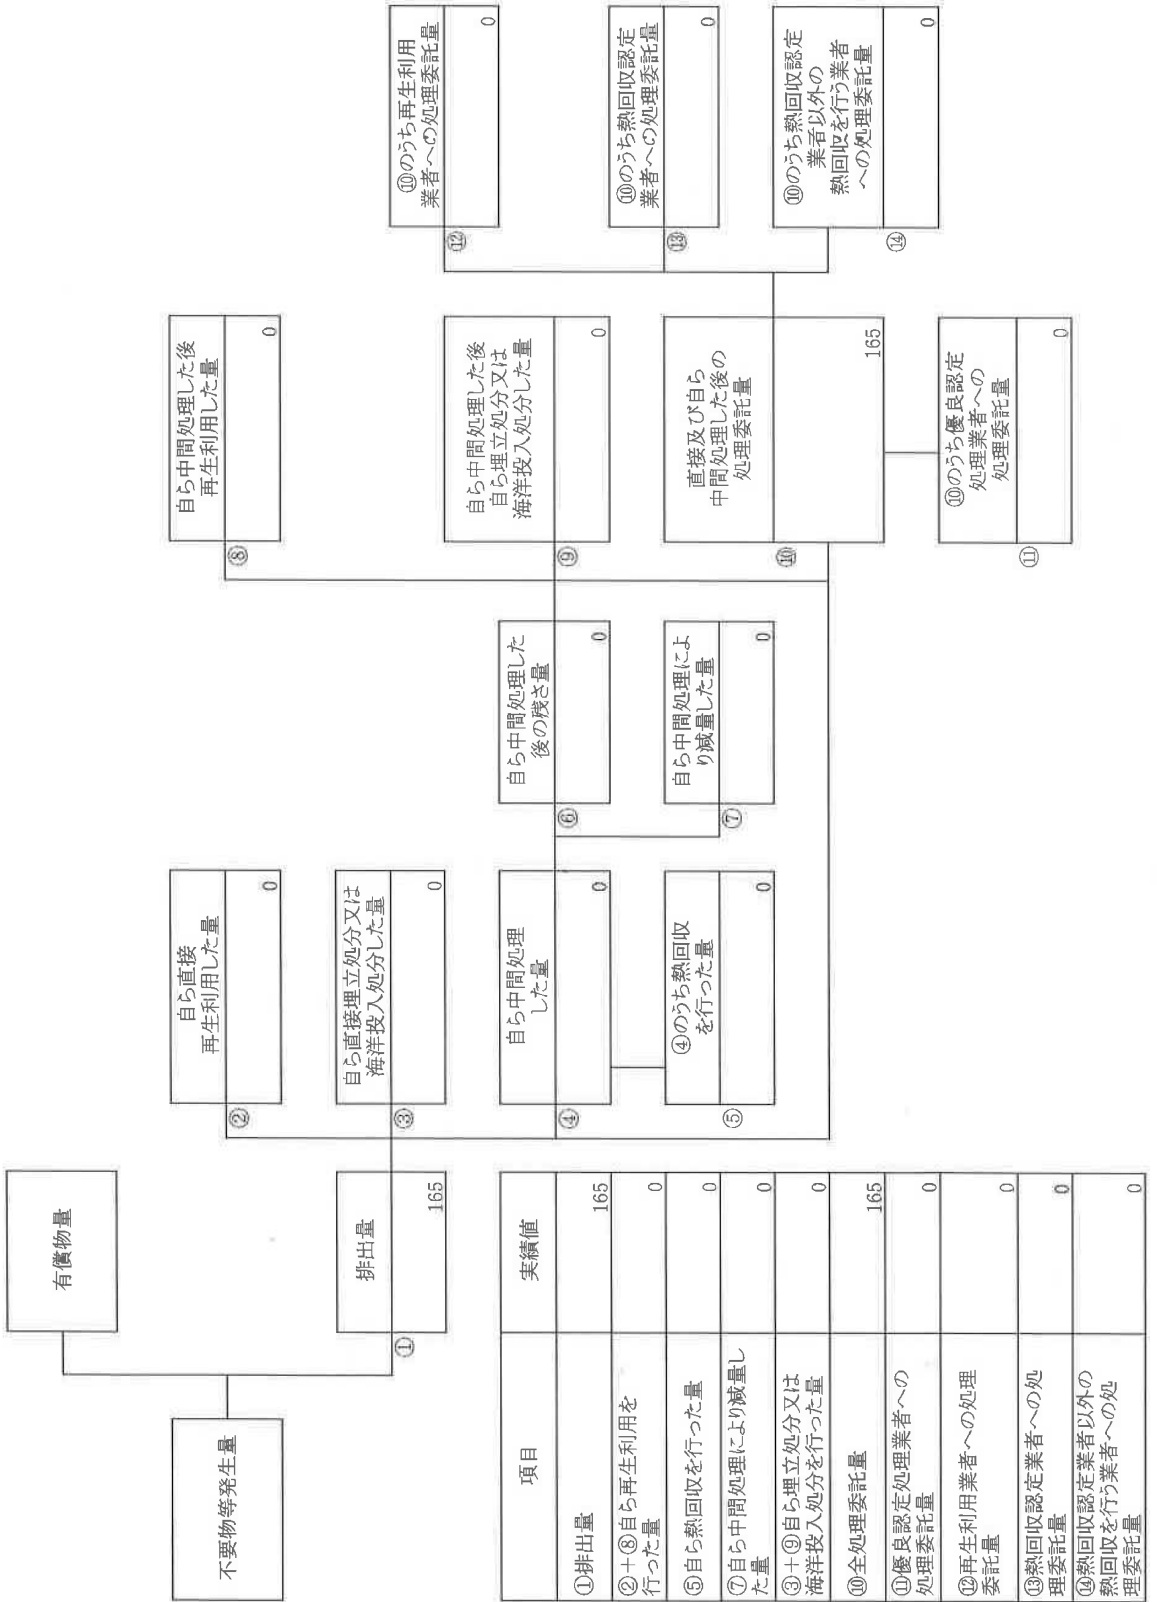 不要物等発生量
有償物量
排出量
①
165
自ら直接
再生利用した量
②
0
自ら直接埋立処分又は
海洋投入処分した量
③
0
自ら中間処理
した量
④
0
④のうち熱回収
を行った量
⑤
0
自ら中間処理した
後の残さ量
⑥
0
自ら中間処理によ
り減量した量
⑦
0
自ら中間処理した後
再生利用した量
⑧
0
自ら中間処理した後
自ら埋立処分又は
海洋投入処分した量
⑨
0
直接及び自ら
中間処理した後の
処理委託量
⑩
165
⑩のうち優良認定
処理業者への
処理委託量
⑪
0
⑩のうち再生利用
業者への処理委託量
⑫
0
⑩のうち熱回収認定
業者への処理委託量
⑬
0
⑩のうち熱回収認定
業者以外の
熱回収を行う業者
への処理委託量
⑭
0
項目 実績値
①排出量 165
②+⑧自ら再生利用を
行った量 0
⑤自ら熱回収を行った量 0
⑦自ら中間処理により減量し
た量 0
③+⑨自ら埋立処分又は
海洋投入処分を行った量 0
⑩全処理委託量 165
⑪優良認定処理業者への
処理委託量 0
⑫再生利用業者への処理
委託量 0
⑬熱回収認定業者への処
理委託量 0
⑭熱回収認定業者以外の
熱回収を行う業者への処
理委託量 0